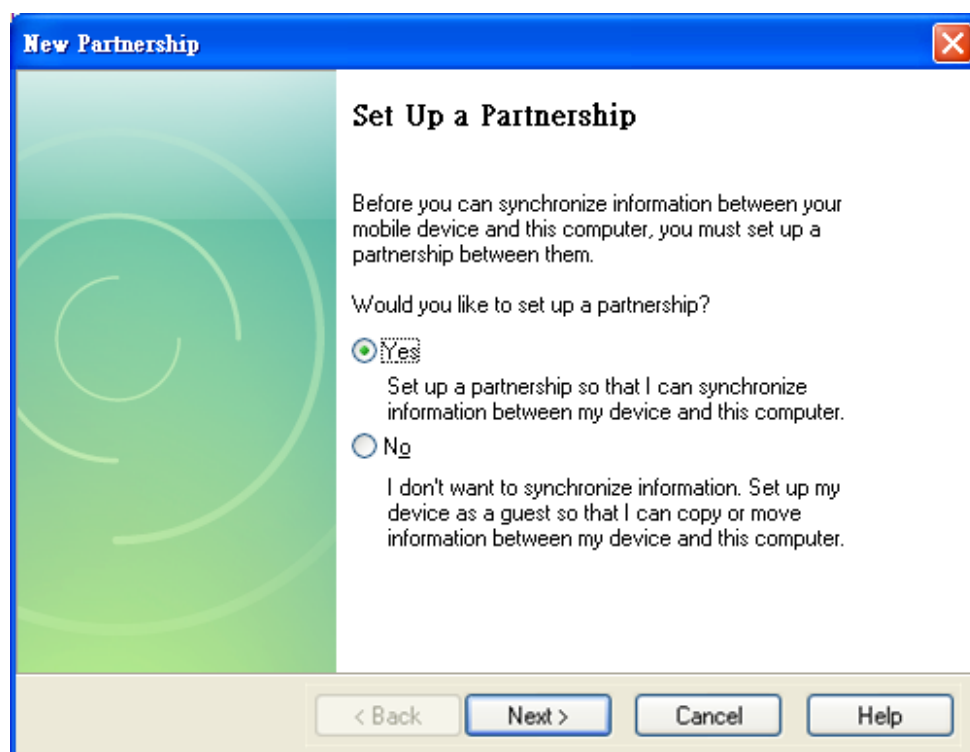 New Partnership
Set Up a Partnership
Before you can synchronize information between your
mobile device and this computer, you must set up a
partnership between them.
Would you like to set up a partnership?
Yes
Set up a partnership so that I can synchronize
information between my device and this computer.
No
I don't want to synchronize information. Set up my
device as a guest so that I can copy or move
information between my device and this computer.
< Back
Next >
Cancel
Help